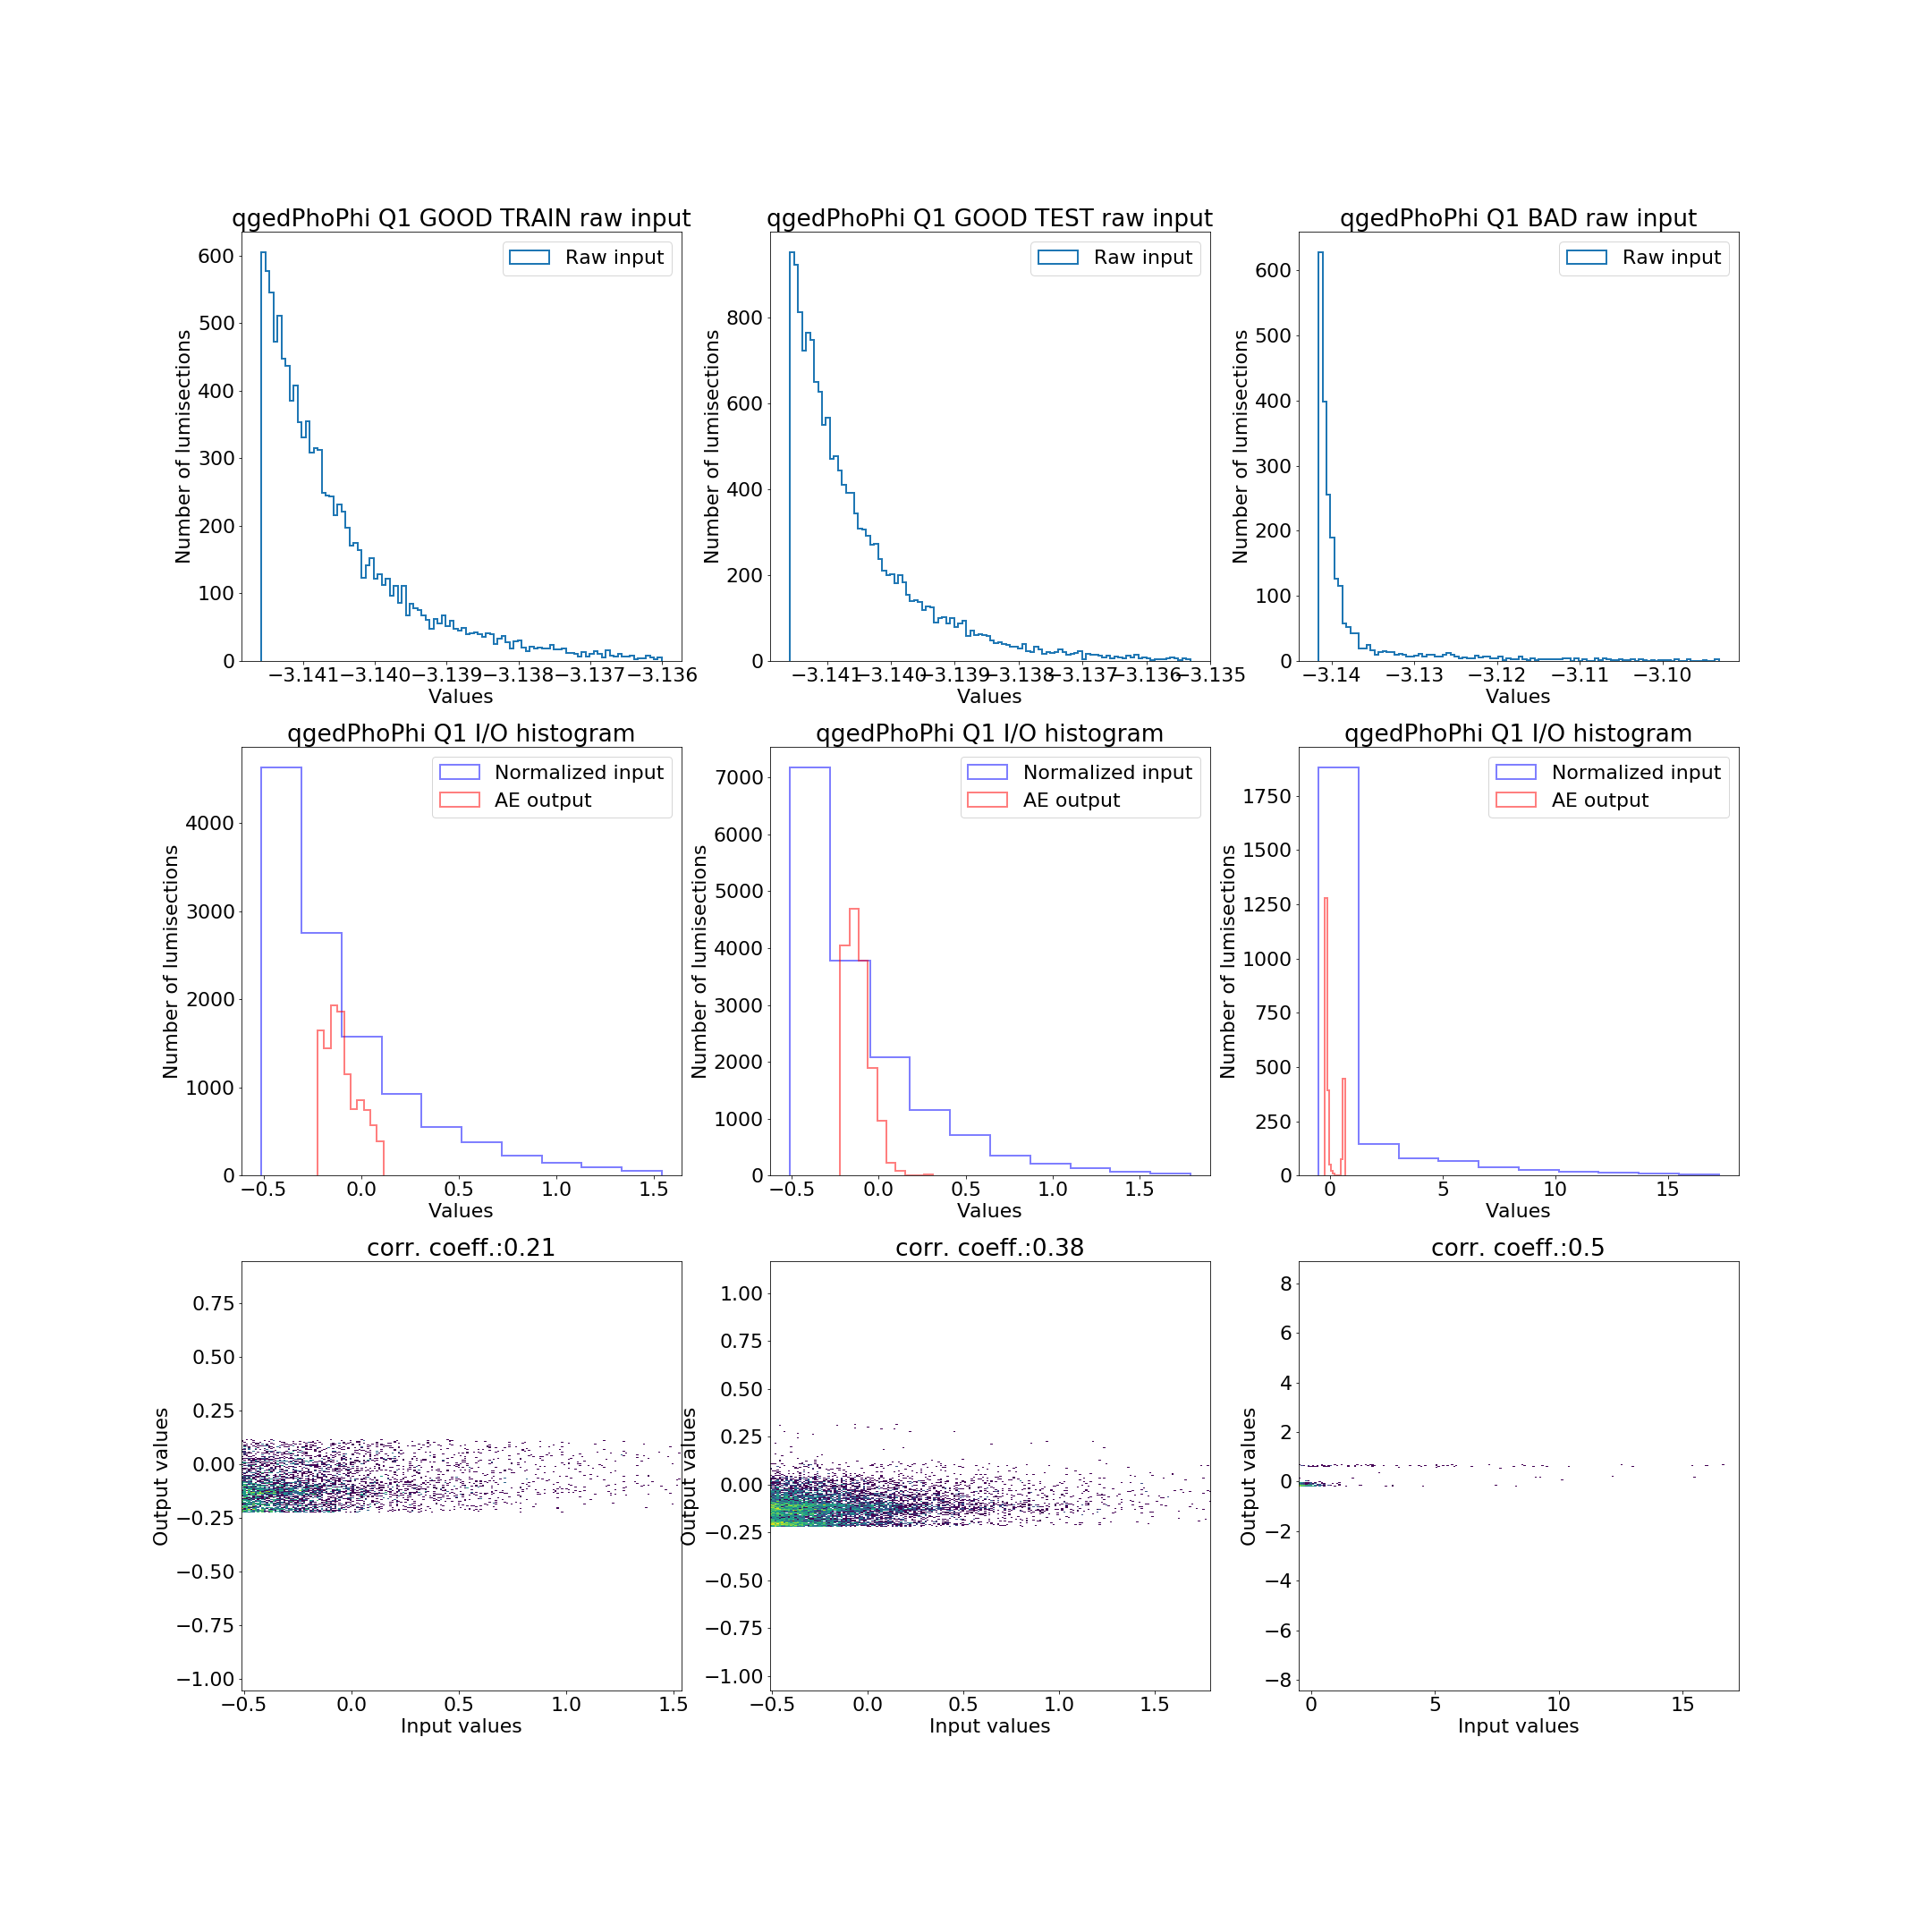 qgedPhoPhi Q1 GOOD TRAIN raw input
Raw input
Number of lumisections
600
500
400
300
200
100
0
−3.141 −3.140 −3.139 −3.138 −3.137 −3.136
Values
qgedPhoPhi Q1 GOOD TEST raw input
Raw input
Number of lumisections
800
600
400
200
0
−3.141 −3.140 −3.139 −3.138 −3.137 −3.136 −3.135
Values
qgedPhoPhi Q1 BAD raw input
Raw input
Number of lumisections
600
500
400
300
200
100
0
−3.14 −3.13 −3.12 −3.11 −3.10
Values
qgedPhoPhi Q1 I/O histogram
Normalized input
AE output
Number of lumisections
4000
3000
2000
1000
0
−0.5 0.0 0.5 1.0 1.5
Values
qgedPhoPhi Q1 I/O histogram
Normalized input
AE output
Number of lumisections
7000
6000
5000
4000
3000
2000
1000
0
−0.5 0.0 0.5 1.0 1.5
Values
qgedPhoPhi Q1 I/O histogram
Normalized input
AE output
Number of lumisections
1750
1500
1250
1000
750
500
250
0
0 5 10 15
Values
corr. coeff.:0.21
Output values
0.75
0.50
0.25
0.00
−0.25
−0.50
−0.75
−1.00
−0.5 0.0 0.5 1.0 1.5
Input values
corr. coeff.:0.38
Output values
1.00
0.75
0.50
0.25
0.00
−0.25
−0.50
−0.75
−1.00
−0.5 0.0 0.5 1.0 1.5
Input values
corr. coeff.:0.5
Output values
8
6
4
2
0
−2
−4
−6
−8
0 5 10 15
Input values